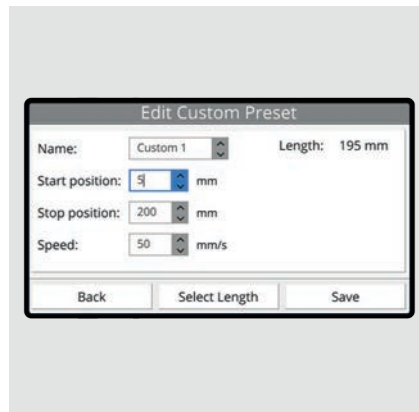 Edit Custom Preset
Name: Custom 1 Length: 195 mm
Start position: 5 mm
Stop position: 200 mm
Speed: 50 mm/s
Back Select Length Save